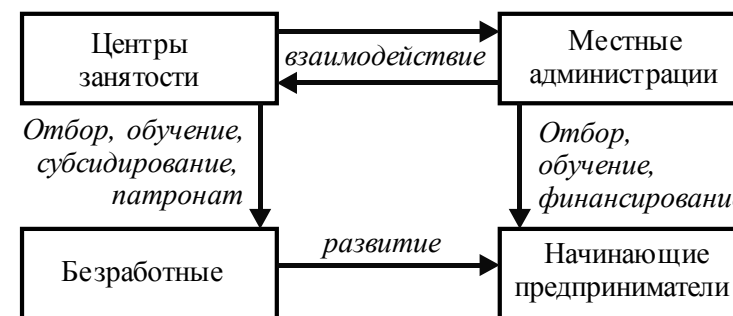 Центры
занятости
взаимодействие
Местные
администрации
Отбор, обучение,
субсидирование,
патронат
Отбор,
обучение,
финансировани
Безработные
развитие
Начинающие
предприниматели